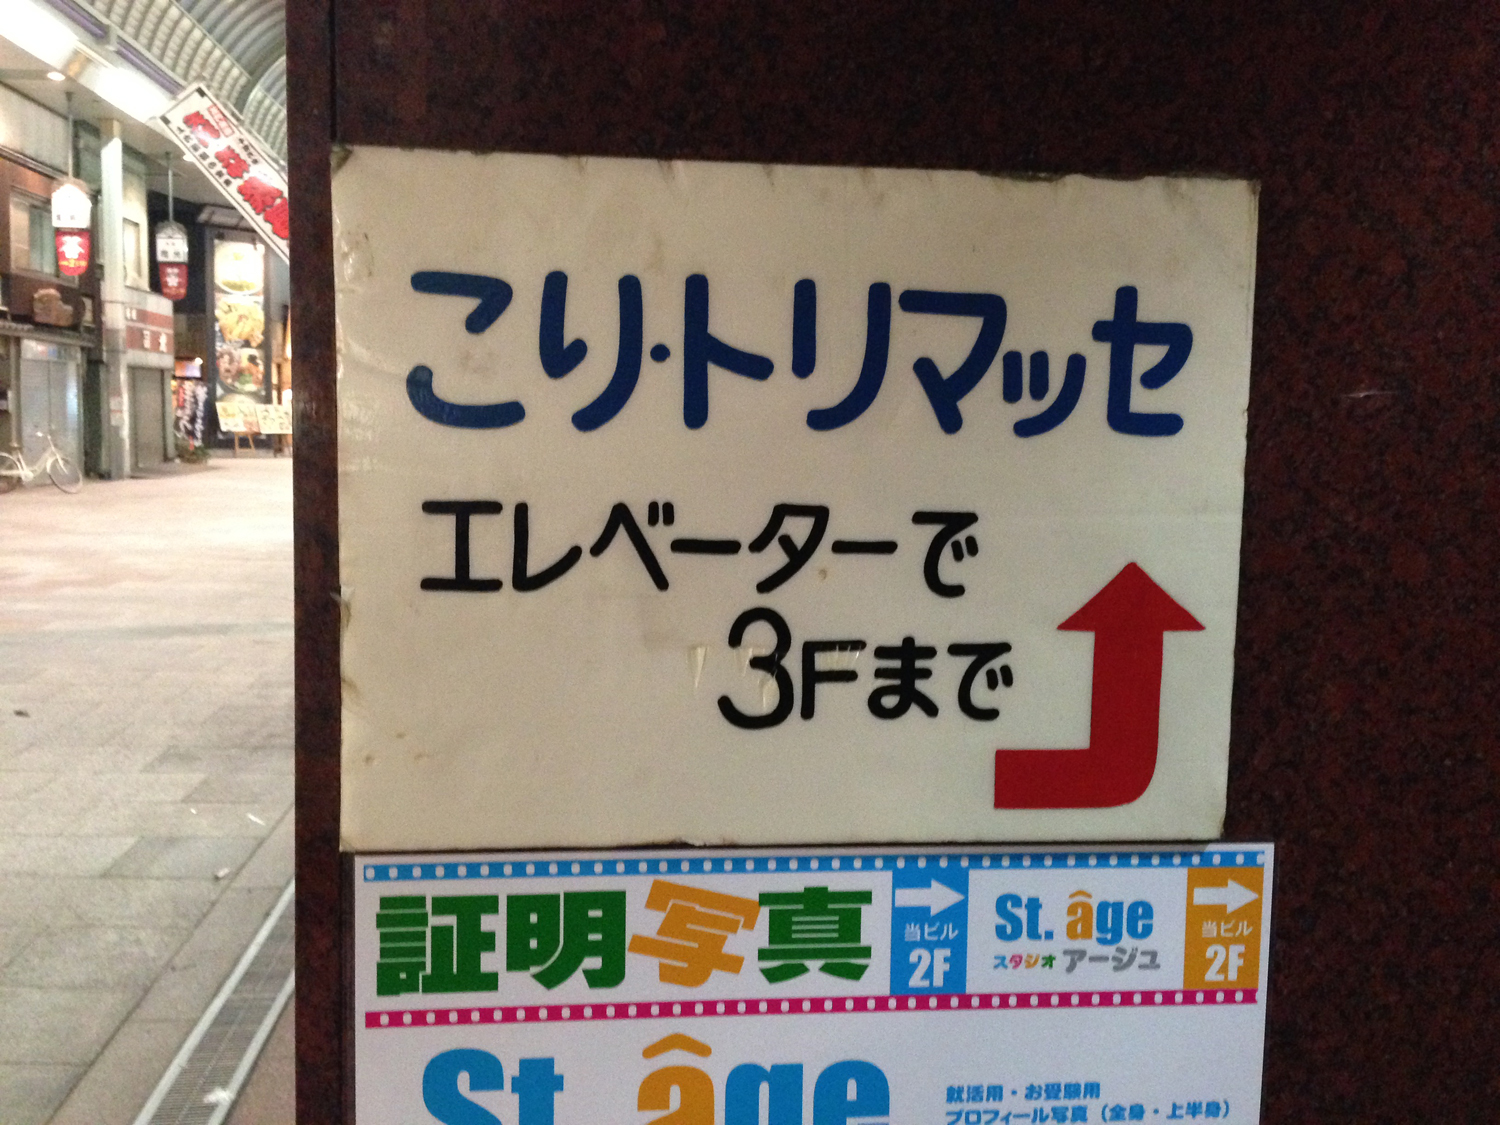 こり・トリマッセ
エレベーターで
3Fまで
証明写真
当ビル
2F
St. âge
スタジオ アージュ
当ビル
2F
St. âge
就活用・お受験用
プロフィール写真（全身・上半身）